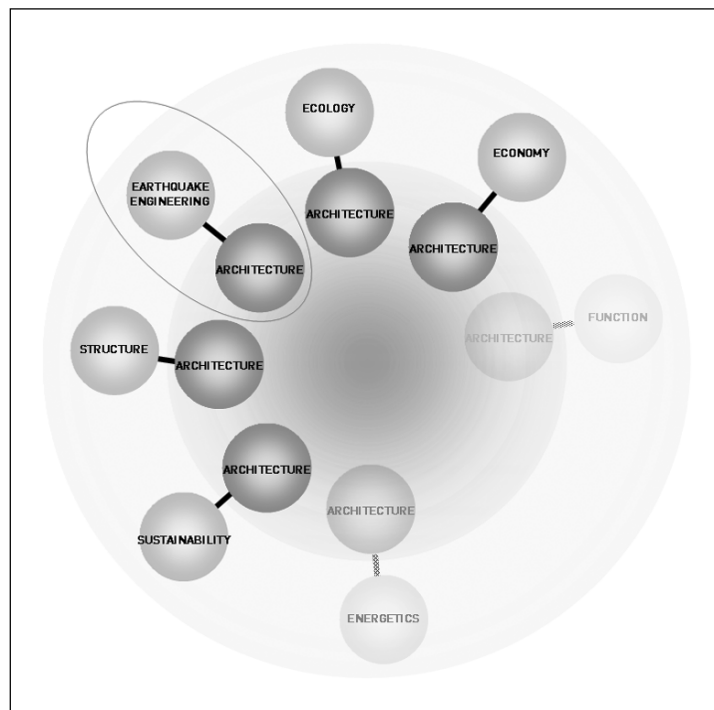 ECOLOGY
ARCHITECTURE
ECONOMY
ARCHITECTURE
EARTHQUAKE
ENGINEERING
ARCHITECTURE
ARCHITECTURE
FUNCTION
STRUCTURE
ARCHITECTURE
ARCHITECTURE
SUSTAINABILITY
ARCHITECTURE
ENERGETICS